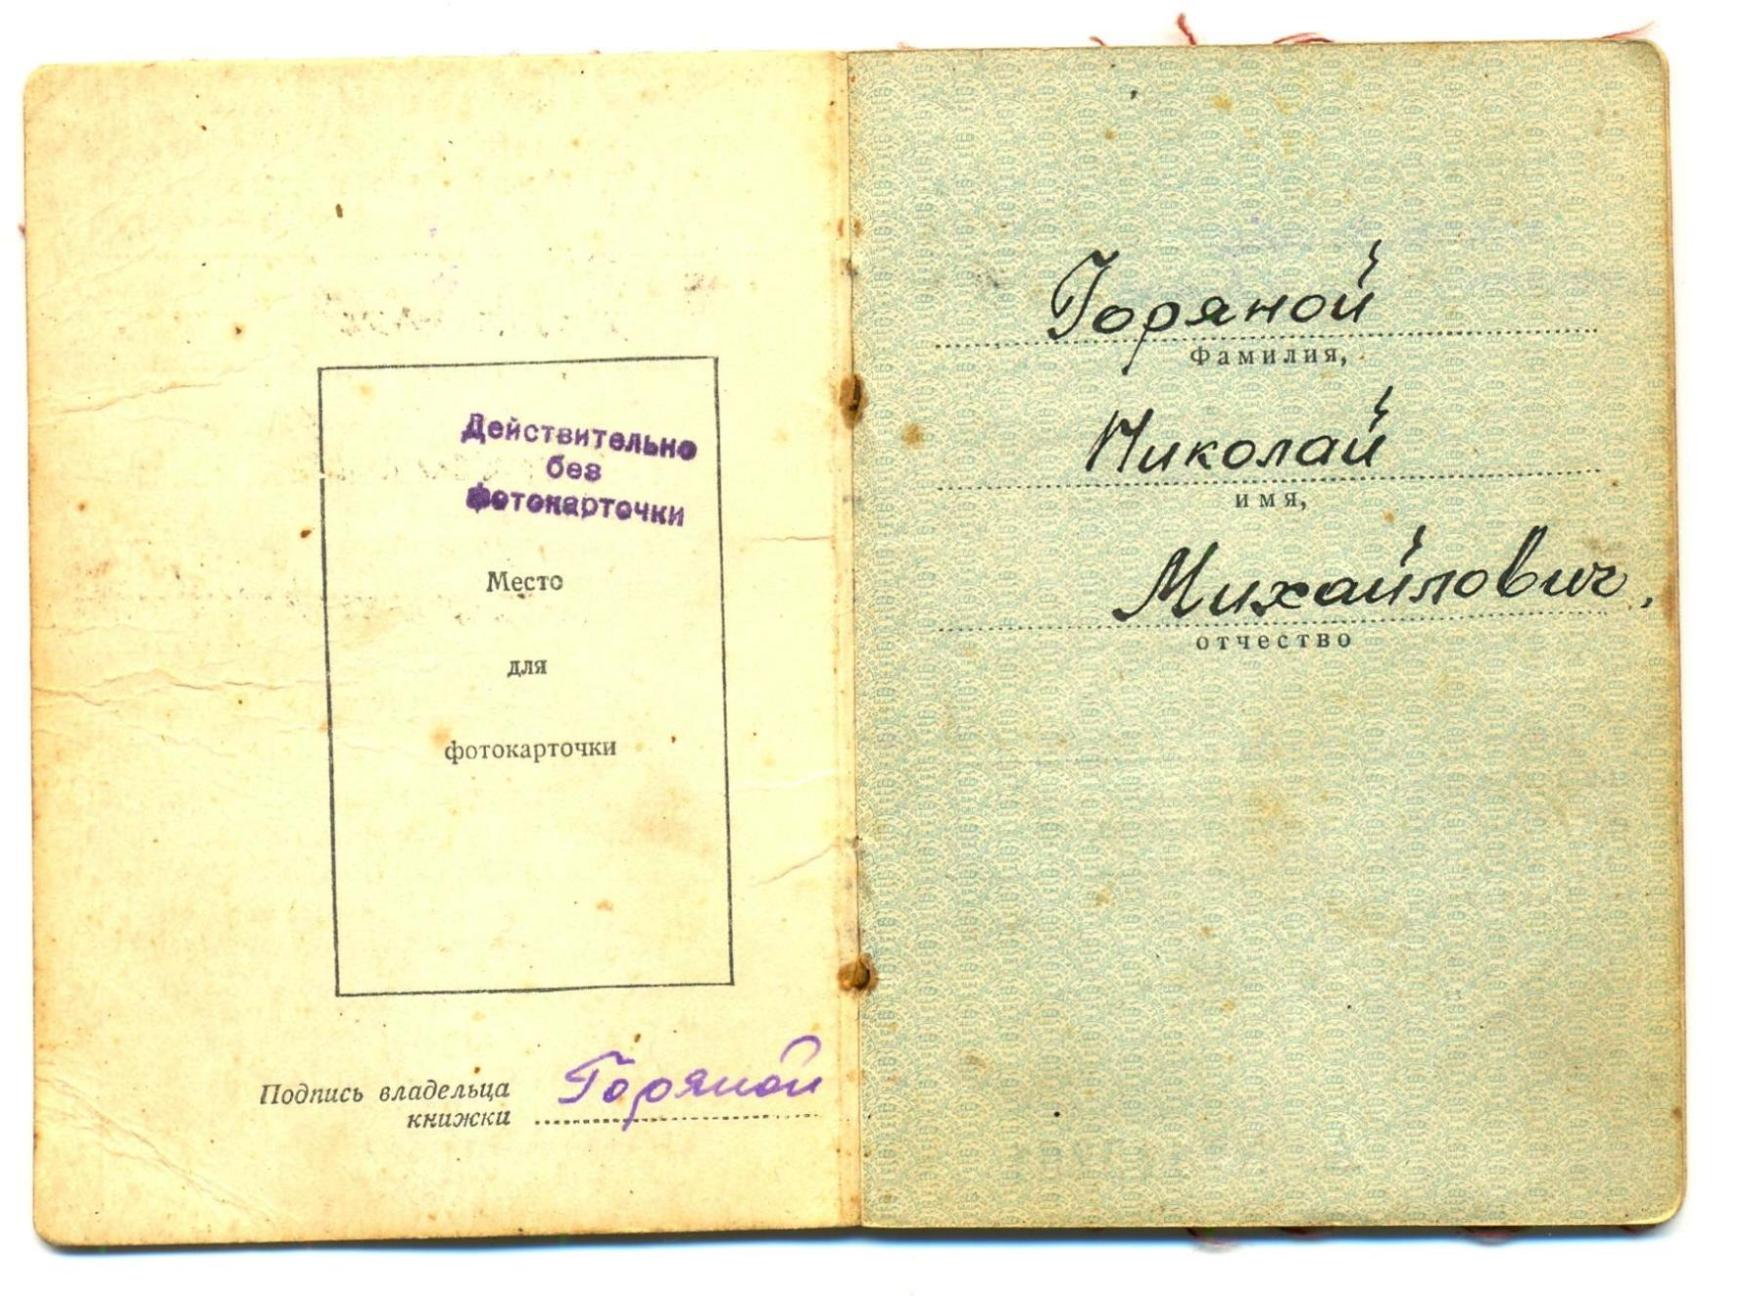 Действительно
без
фотокарточки
Место
для
фотокарточки
Подпись владельца
книжки Горяной
Горяной
Фамилия,
Николай
имя,
Михайлович,
отчество